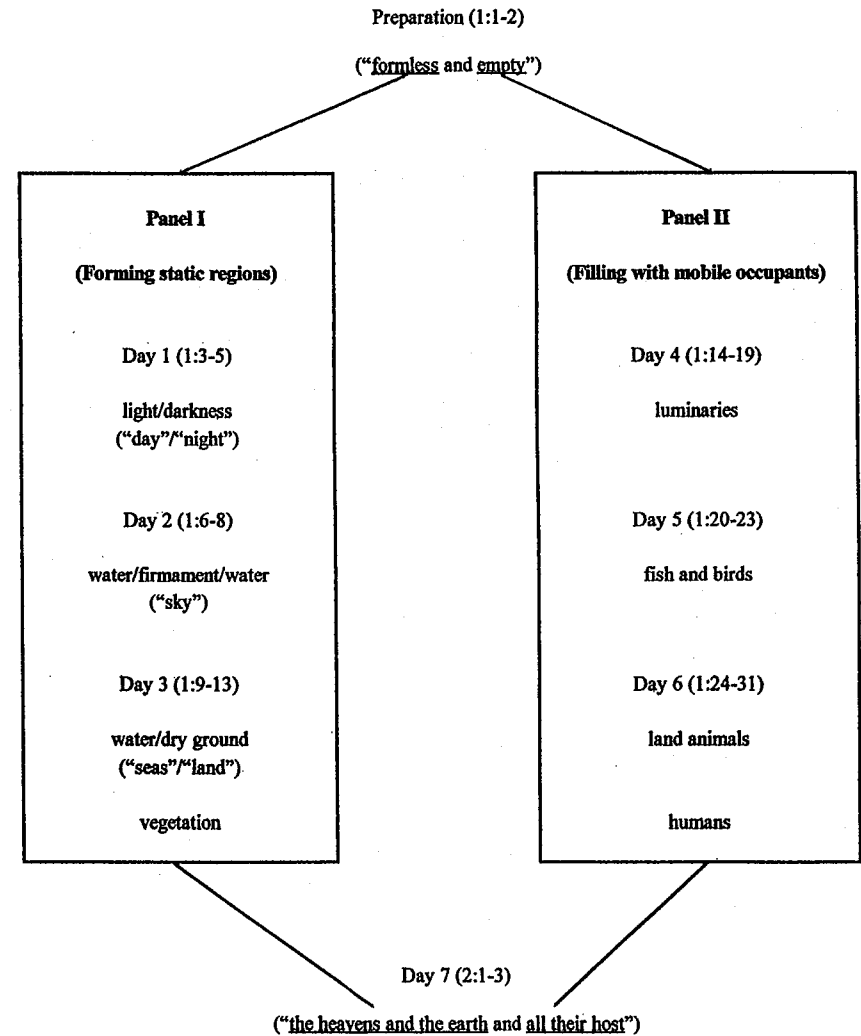 Preparation (1:1-2)
(“formless and empty”)
Panel I
(Forming static regions)
Day 1 (1:3-5)
light/darkness
(“day”/“night”)
Day 2 (1:6-8)
water/firmament/water
(“sky”)
Day 3 (1:9-13)
water/dry ground
(“seas”/“land”)
vegetation
Panel II
(Filling with mobile occupants)
Day 4 (1:14-19)
luminaries
Day 5 (1:20-23)
fish and birds
Day 6 (1:24-31)
land animals
humans
Day 7 (2:1-3)
(“the heavens and the earth and all their host”)